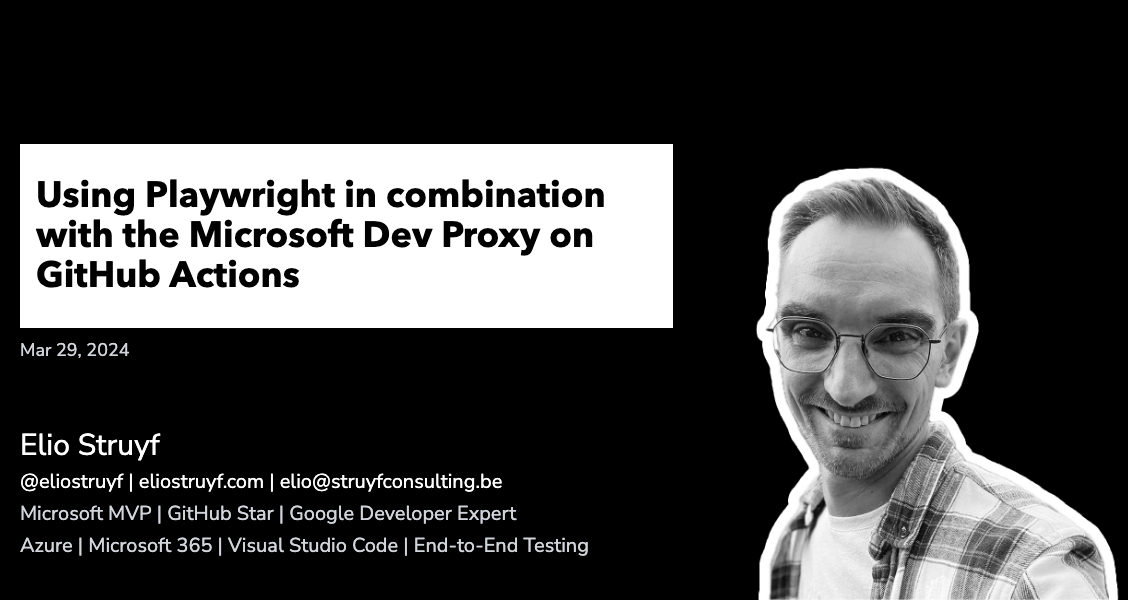 Using Playwright in combination
with the Microsoft Dev Proxy on
GitHub Actions
Mar 29, 2024
Elio Struyf
@eliostruyf | eliostruyf.com | elio@struyfconsulting.be
Microsoft MVP | GitHub Star | Google Developer Expert
Azure | Microsoft 365 | Visual Studio Code | End-to-End Testing